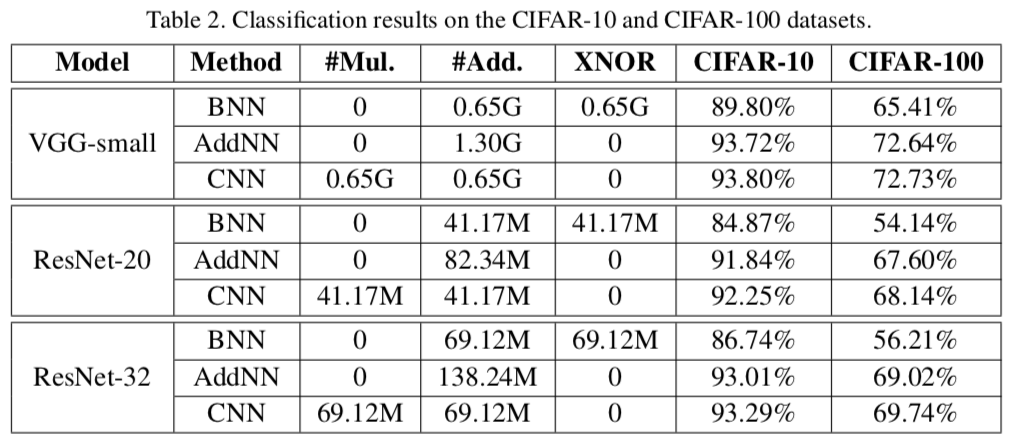 Table 2. Classification results on the CIFAR-10 and CIFAR-100 datasets.
Model Method #Mul. #Add. XNOR CIFAR-10 CIFAR-100
VGG-small
BNN 0 0.65G 0.65G 89.80% 65.41%
AddNN 0 1.30G 0 93.72% 72.64%
CNN 0.65G 0.65G 0 93.80% 72.73%
ResNet-20
BNN 0 41.17M 41.17M 84.87% 54.14%
AddNN 0 82.34M 0 91.84% 67.60%
CNN 41.17M 41.17M 0 92.25% 68.14%
ResNet-32
BNN 0 69.12M 69.12M 86.74% 56.21%
AddNN 0 138.24M 0 93.01% 69.02%
CNN 69.12M 69.12M 0 93.29% 69.74%